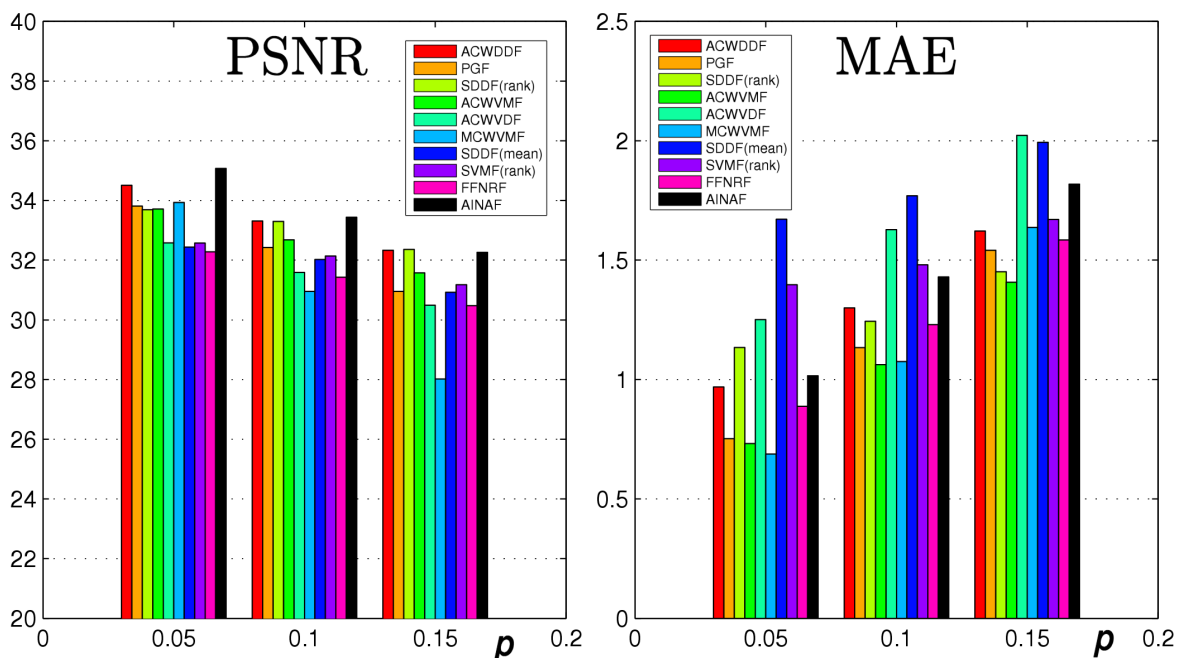 PSNR
40
38
36
34
32
30
28
26
24
22
20
0
0.05
0.1
0.15
0.2
p
ACWDDF
PGF
SDDF(rank)
ACWVMF
ACWVDF
MCWVMF
SDDF(mean)
SVMF(rank)
FFNRF
AINAF
MAE
2.5
2
1.5
1
0.5
0
0
0.05
0.1
0.15
0.2
p
ACWDDF
PGF
SDDF(rank)
ACWVMF
ACWVDF
MCWVMF
SDDF(mean)
SVMF(rank)
FFNRF
AINAF